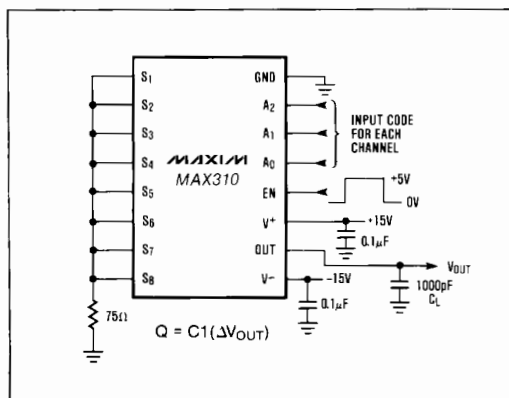 S1 GND
S2 A2
S3 A1
S4 A0
S5 EN
S6 V+
S7 OUT
S8 V−
MAXIM
MAX310
INPUT CODE
FOR EACH
CHANNEL
+5V
0V
+15V
0.1μF
VOUT
1000pF
CL
−15V
0.1μF
75Ω
Q = C1(ΔVOUT)